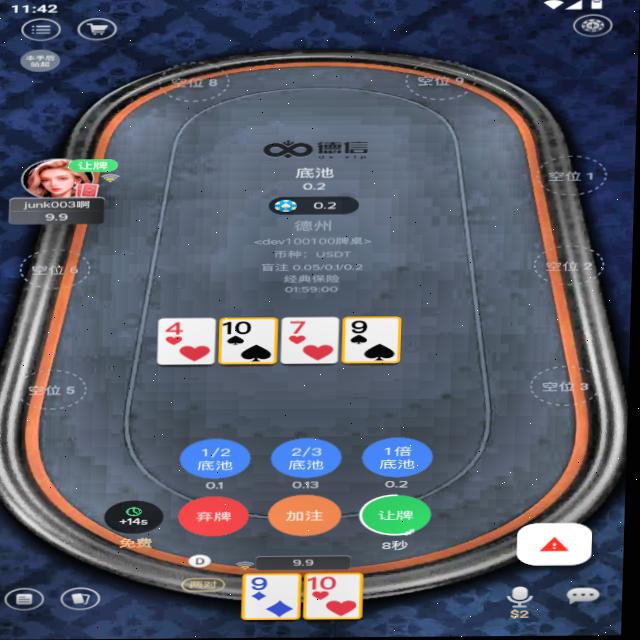 11:42
本手后
站起
空位 8
空位 9
德信
dx.vip
底池
0.2
让牌
空位 1
junk003啊
9.9
0.2
德州
<dev100100牌桌>
币种：USDT
盲注 0.05/0.1/0.2
经典保险
01:59:00
空位 6
空位 2
4
10
7
9
空位 5
空位 3
1/2
底池
2/3
底池
1倍
底池
0.1
0.13
0.2
+14s
弃牌
加注
让牌
免费
8秒
D
9.9
两对
9
10
$2